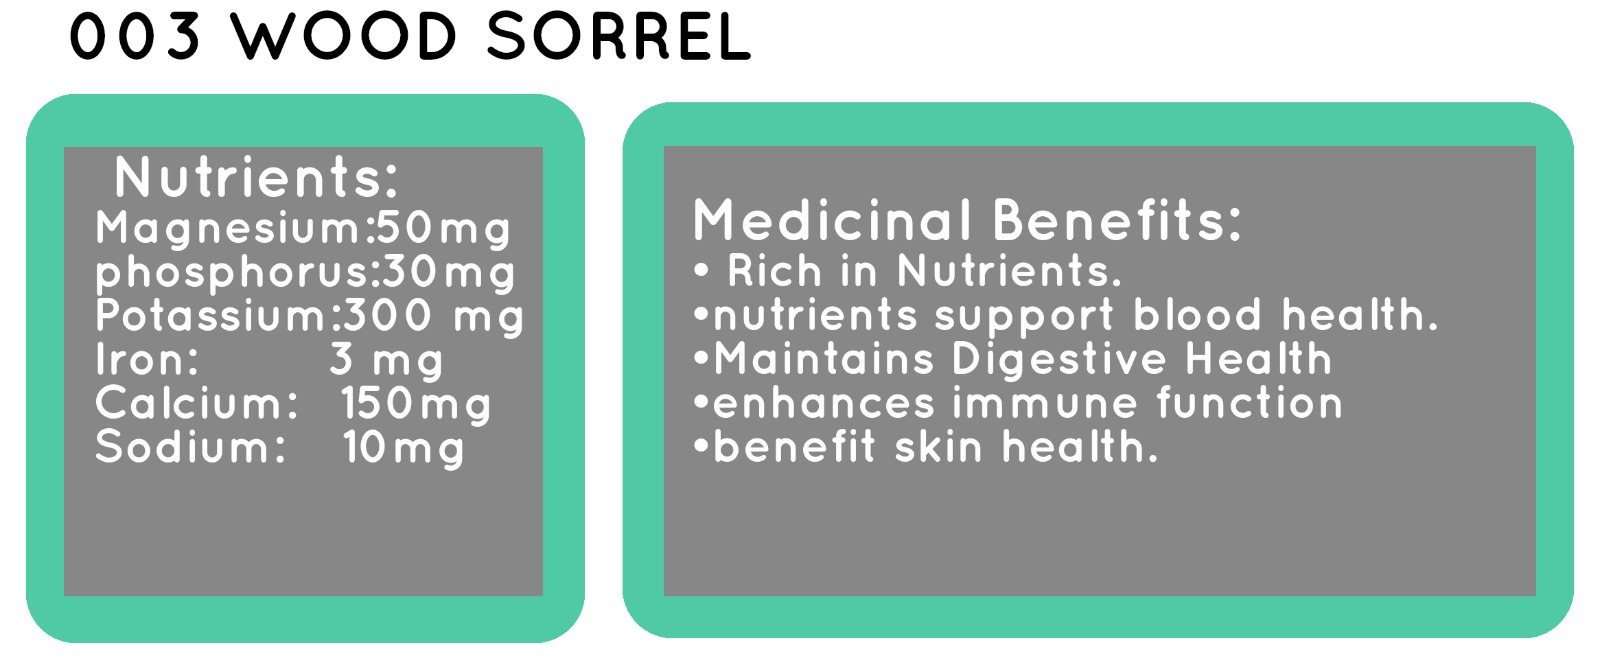 003 WOOD SORREL
Nutrients:
Magnesium:50mg
phosphorus:30mg
Potassium:300 mg
Iron: 3 mg
Calcium: 150mg
Sodium: 10mg
Medicinal Benefits:
• Rich in Nutrients.
•nutrients support blood health.
•Maintains Digestive Health
•enhances immune function
•benefit skin health.